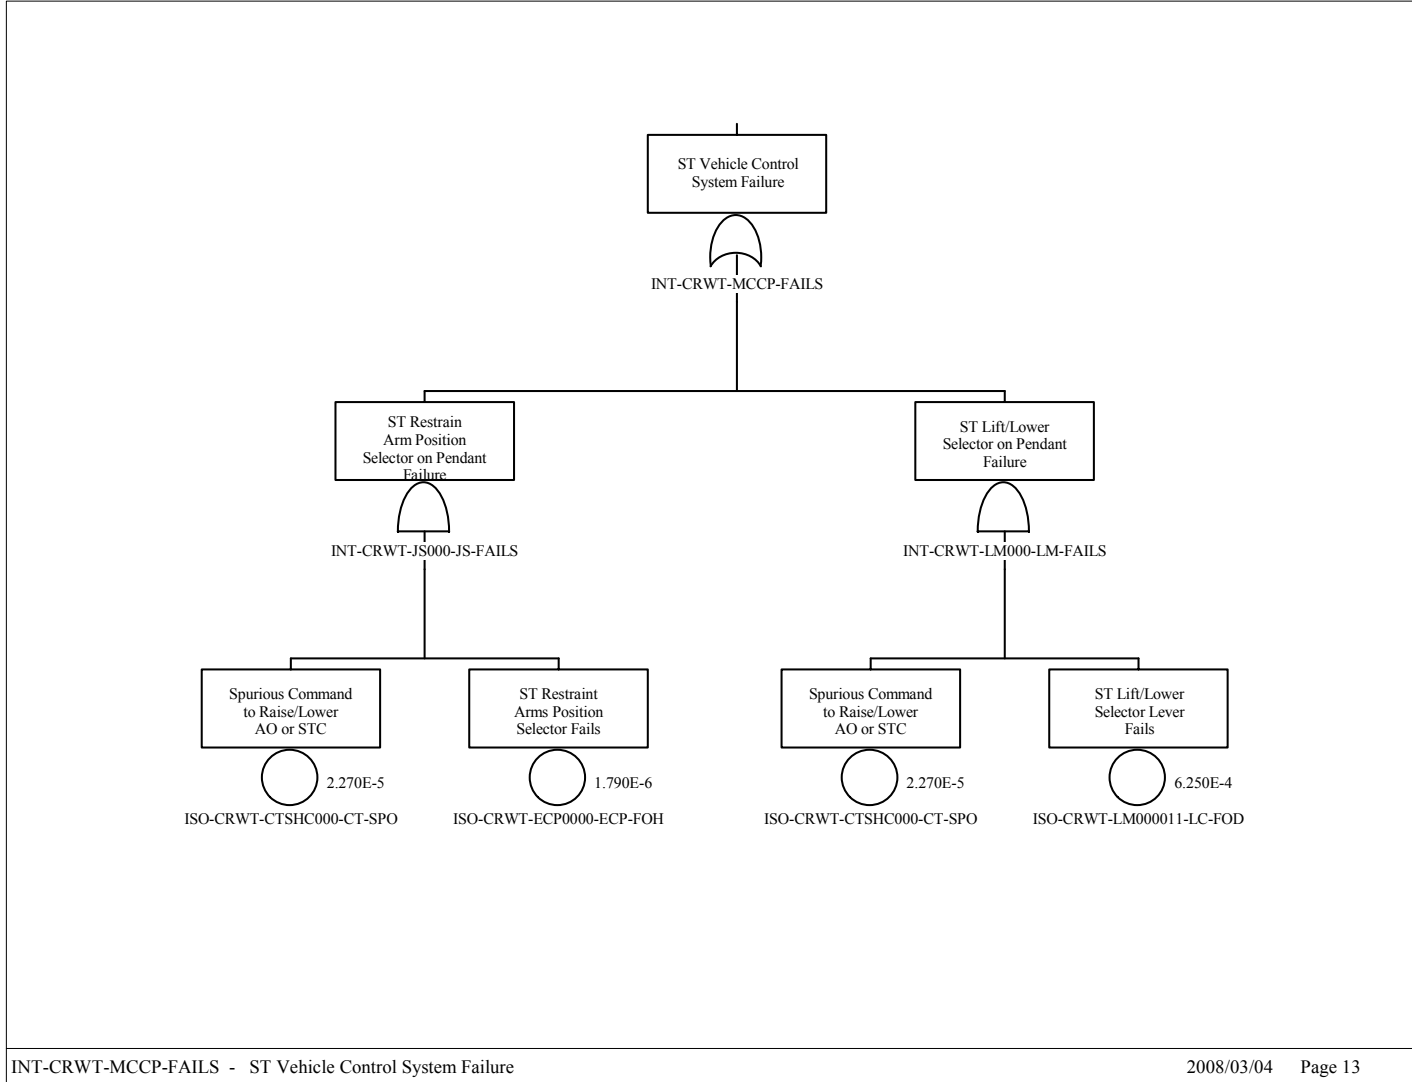 ST Vehicle Control
System Failure
INT-CRWT-MCCP-FAILS
ST Restrain
Arm Position
Selector on Pendant
Failure
INT-CRWT-JS000-JS-FAILS
ST Lift/Lower
Selector on Pendant
Failure
INT-CRWT-LM000-LM-FAILS
Spurious Command
to Raise/Lower
AO or STC
2.270E-5
ISO-CRWT-CTSHC000-CT-SPO
ST Restraint
Arms Position
Selector Fails
1.790E-6
ISO-CRWT-ECP0000-ECP-FOH
Spurious Command
to Raise/Lower
AO or STC
2.270E-5
ISO-CRWT-CTSHC000-CT-SPO
ST Lift/Lower
Selector Lever
Fails
6.250E-4
ISO-CRWT-LM000011-LC-FOD
INT-CRWT-MCCP-FAILS - ST Vehicle Control System Failure
2008/03/04 Page 13